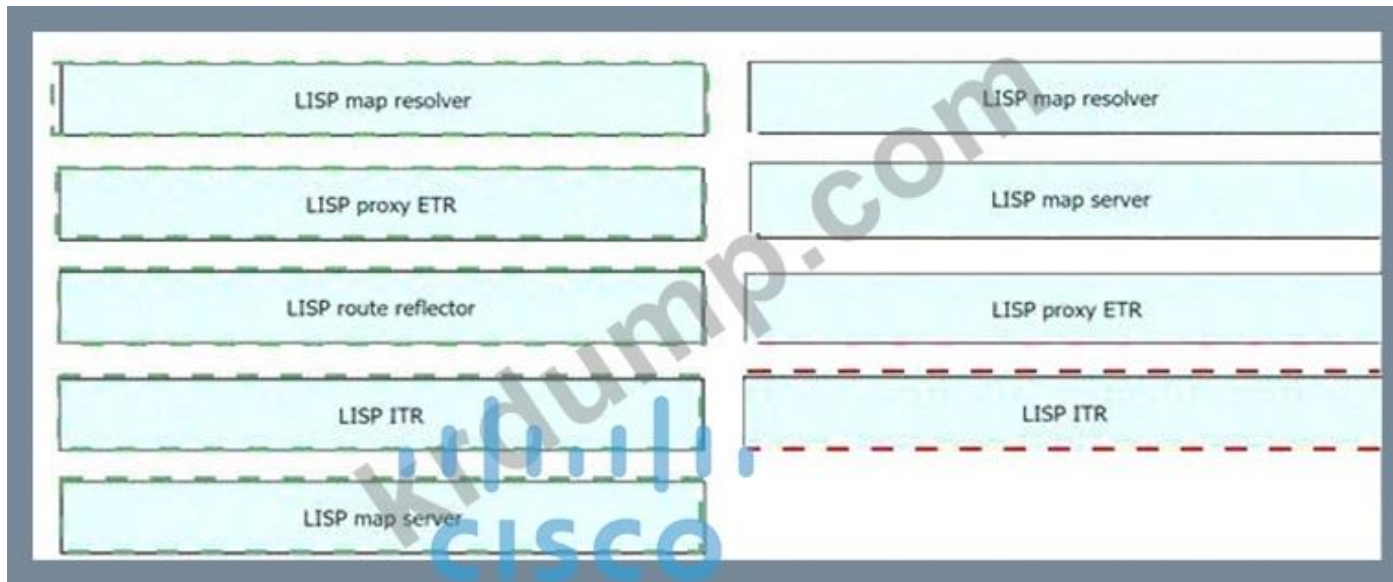 LISP map resolver
LISP proxy ETR
LISP route reflector
LISP ITR
LISP map server
LISP map resolver
LISP map server
LISP proxy ETR
LISP ITR
krdump.com
CISCO